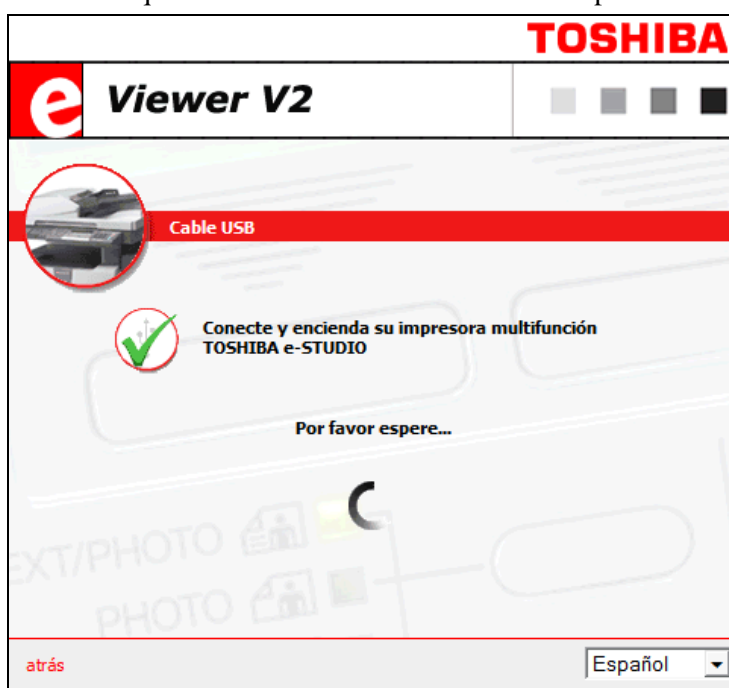 TOSHIBA
e Viewer V2
Cable USB
Conecte y encienda su impresora multifunción
TOSHIBA e-STUDIO
Por favor espere...
EXT/PHOTO
PHOTO
atrás
Español